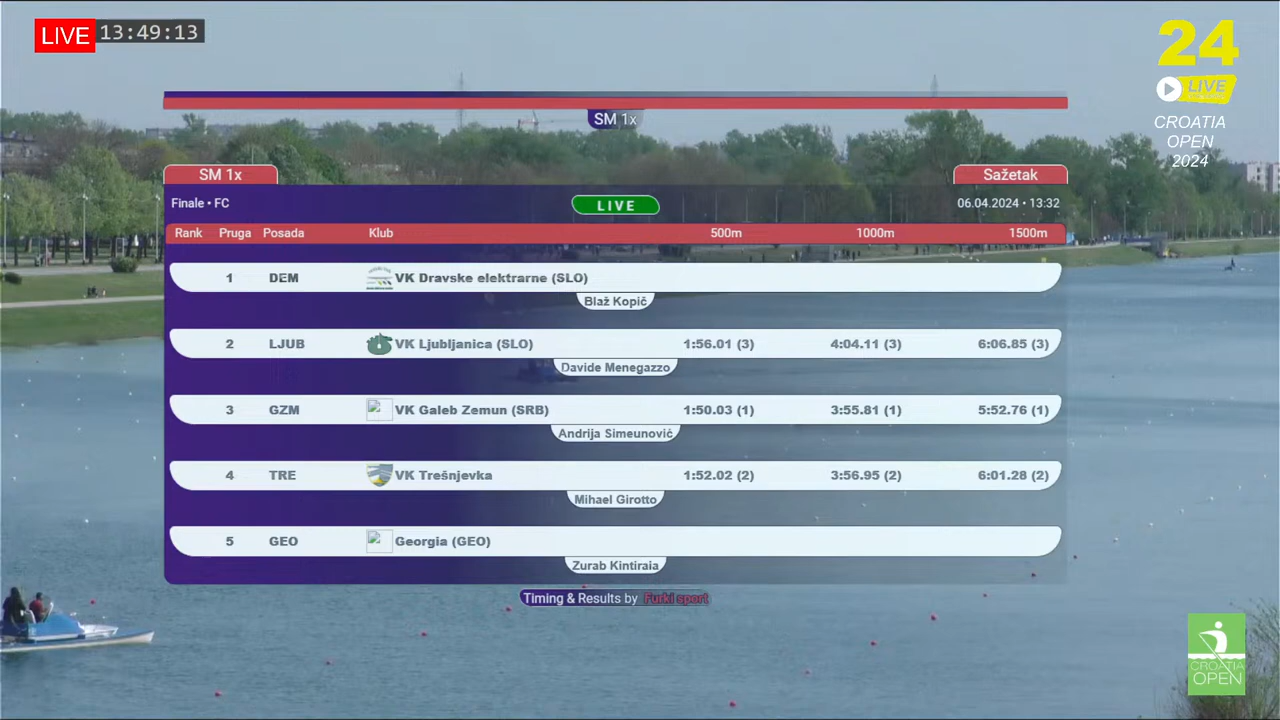 LIVE 13:49:13
24
LIVE
CROATIA
OPEN
2024
SM 1x
SM 1x Sažetak
Finale • FC LIVE 06.04.2024 • 13:32
Rank Pruga Posada Klub 500m 1000m 1500m
1 DEM VK Dravske elektrarne (SLO)
Blaž Kopič
2 LJUB VK Ljubljanica (SLO) 1:56.01 (3) 4:04.11 (3) 6:06.85 (3)
Davide Menegazzo
3 GZM VK Galeb Zemun (SRB) 1:50.03 (1) 3:55.81 (1) 5:52.76 (1)
Andrija Simeunovič
4 TRE VK Trešnjevka 1:52.02 (2) 3:56.95 (2) 6:01.28 (2)
Mihael Girotto
5 GEO Georgia (GEO)
Zurab Kintiraia
Timing & Results by Furki sport
CROATIA
OPEN